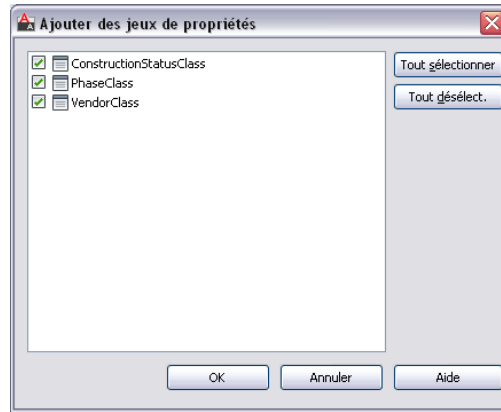 Ajouter des jeux de propriétés
ConstructionStatusClass
PhaseClass
VendorClass
Tout sélectionner
Tout désélect.
OK
Annuler
Aide